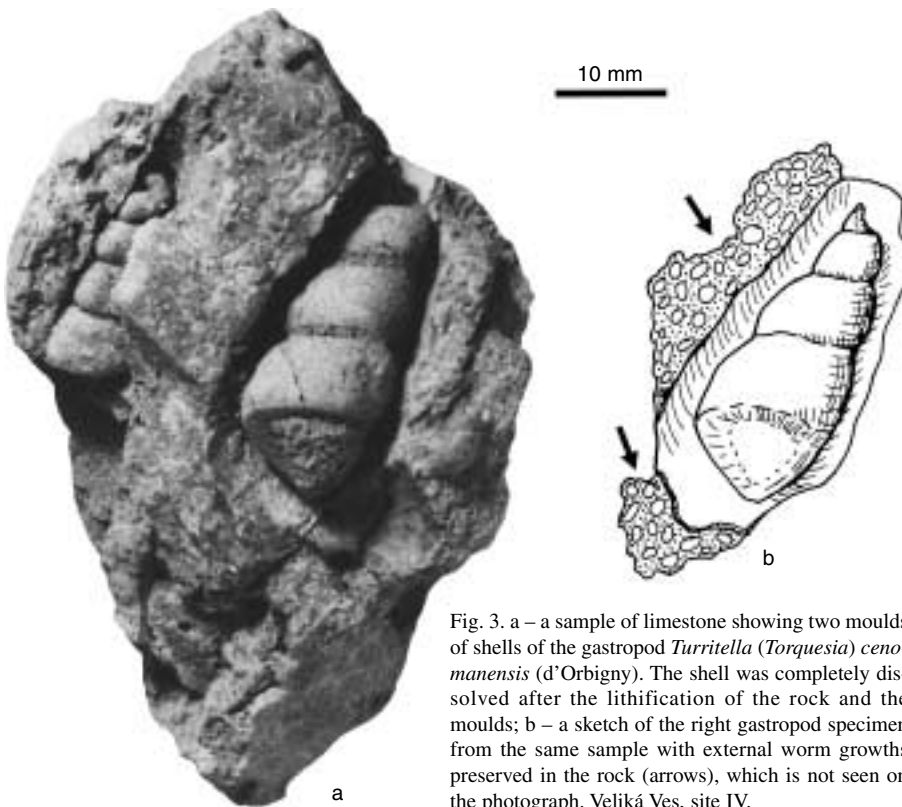 10 mm
b
a
Fig. 3. a – a sample of limestone showing two moulds
of shells of the gastropod Turritella (Torquesia) ceno
manensis (d'Orbigny). The shell was completely dis
solved after the lithification of the rock and the
moulds; b – a sketch of the right gastropod specimen
from the same sample with external worm growths
preserved in the rock (arrows), which is not seen on
the photograph. Veliká Ves, site IV.